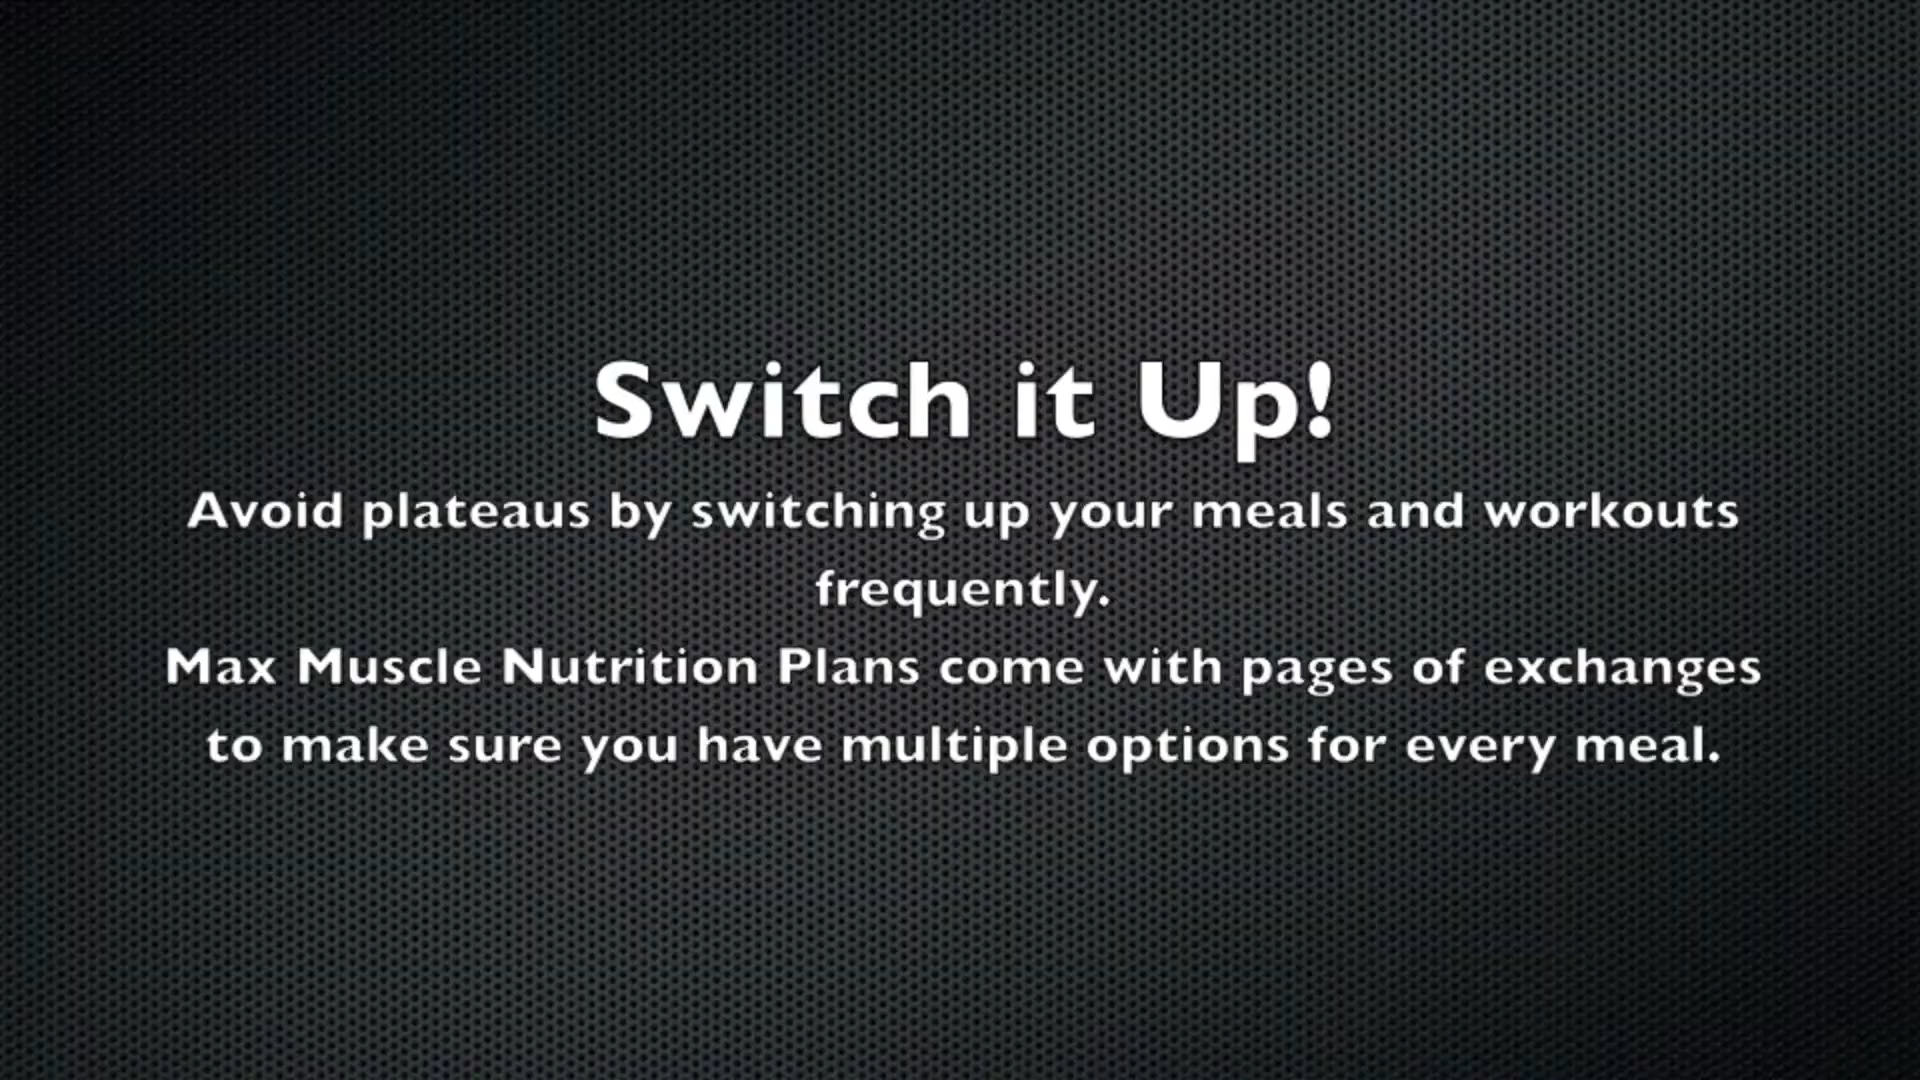 Switch it Up!
Avoid plateaus by switching up your meals and workouts
frequently.
Max Muscle Nutrition Plans come with pages of exchanges
to make sure you have multiple options for every meal.